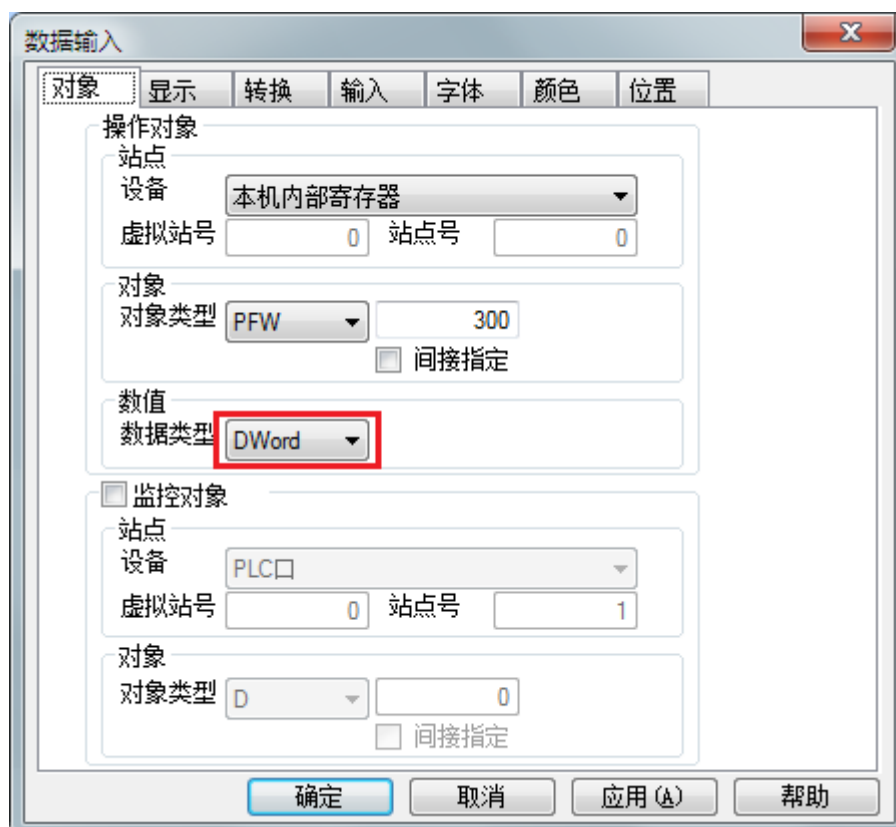 数据输入
对象 显示 转换 输入 字体 颜色 位置
操作对象
站点
设备 本机内部寄存器
虚拟站号 0 站点号 0
对象
对象类型 PFW 300
间接指定
数值
数据类型 DWord
监控对象
站点
设备 PLC口
虚拟站号 0 站点号 1
对象
对象类型 D 0
间接指定
确定 取消 应用(A) 帮助